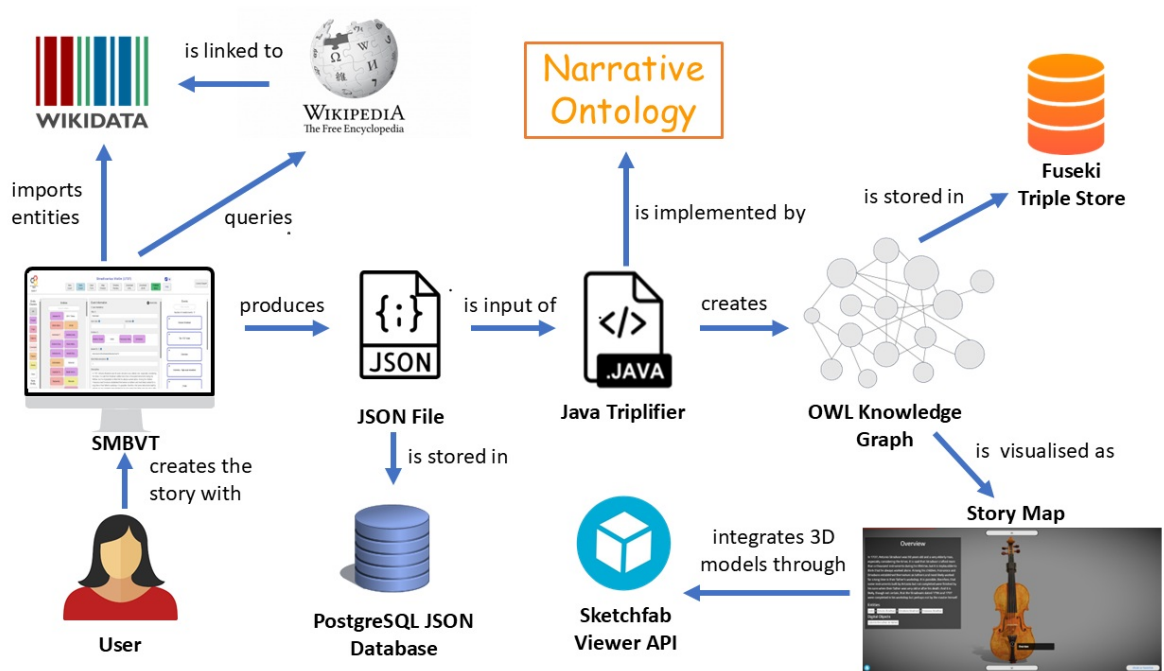 is linked to
WIKIDATA
WIKIPEDIA
The Free Encyclopedia
Narrative
Ontology
Fuseki
Triple Store
imports
entities
queries
is implemented by
is stored in
produces
{;}
JSON
is input of
</>
.JAVA
creates
SMBVT
JSON File
Java Triplifier
OWL Knowledge
Graph
creates the
story with
is stored in
is visualised as
Story Map
integrates 3D
models through
Overview
User
PostgreSQL JSON
Database
Sketchfab
Viewer API